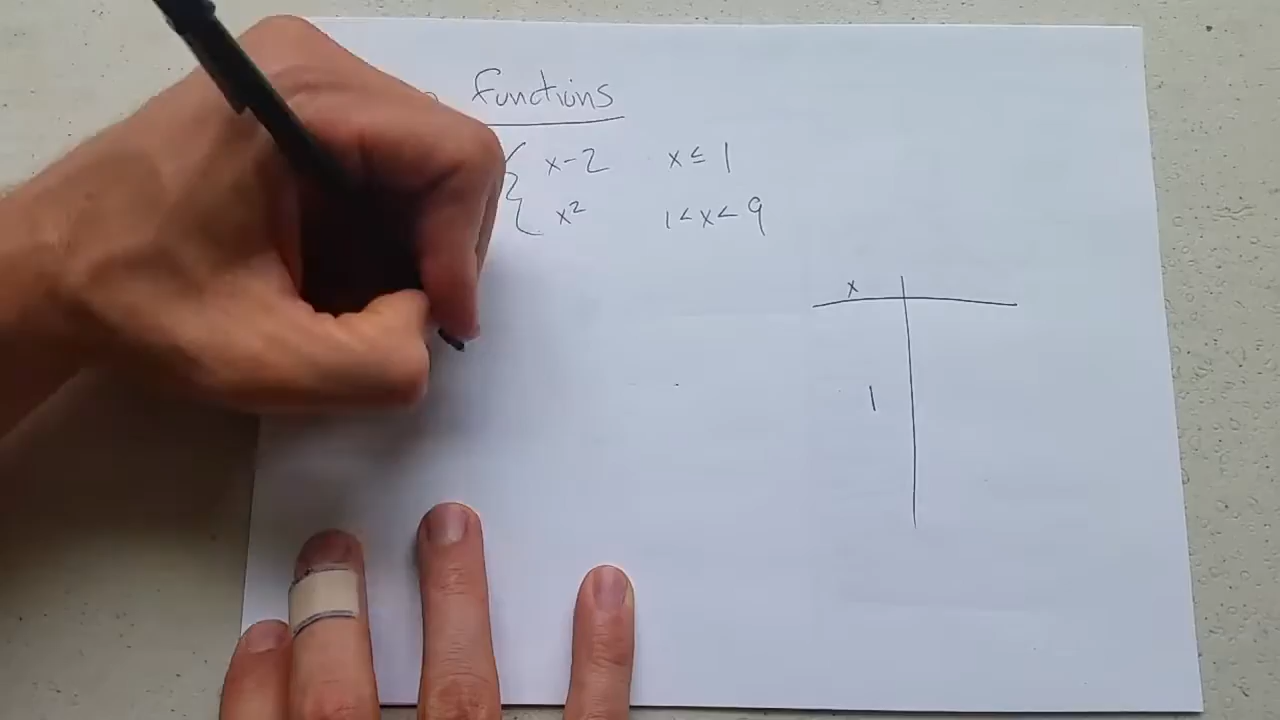 functions
x-2 x≤1
x² 1<x<9
x
1